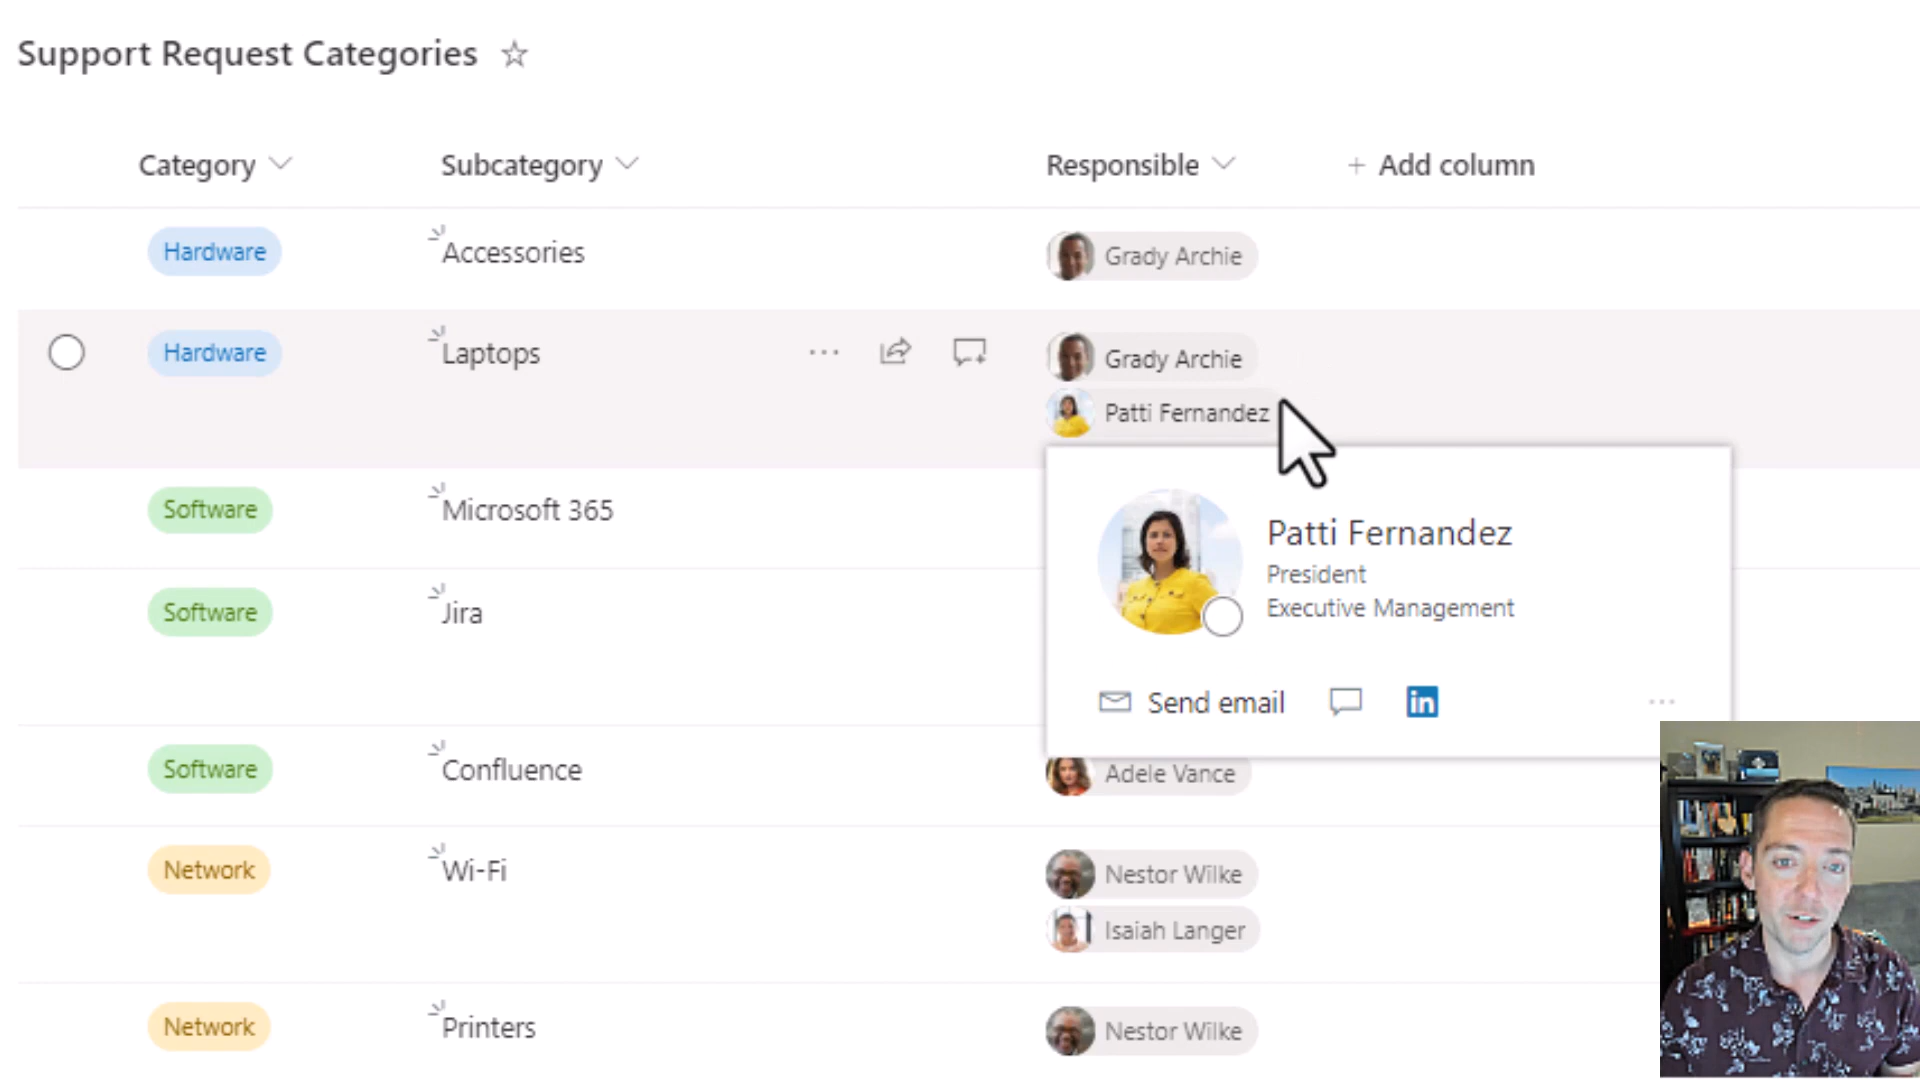 Support Request Categories
Category Subcategory Responsible + Add column
Hardware Accessories Grady Archie
Hardware Laptops Grady Archie
Patti Fernandez
Patti Fernandez
President
Executive Management
Send email in
Software Microsoft 365
Software Jira
Software Confluence Adele Vance
Network Wi-Fi Nestor Wilke
Isaiah Langer
Network Printers Nestor Wilke